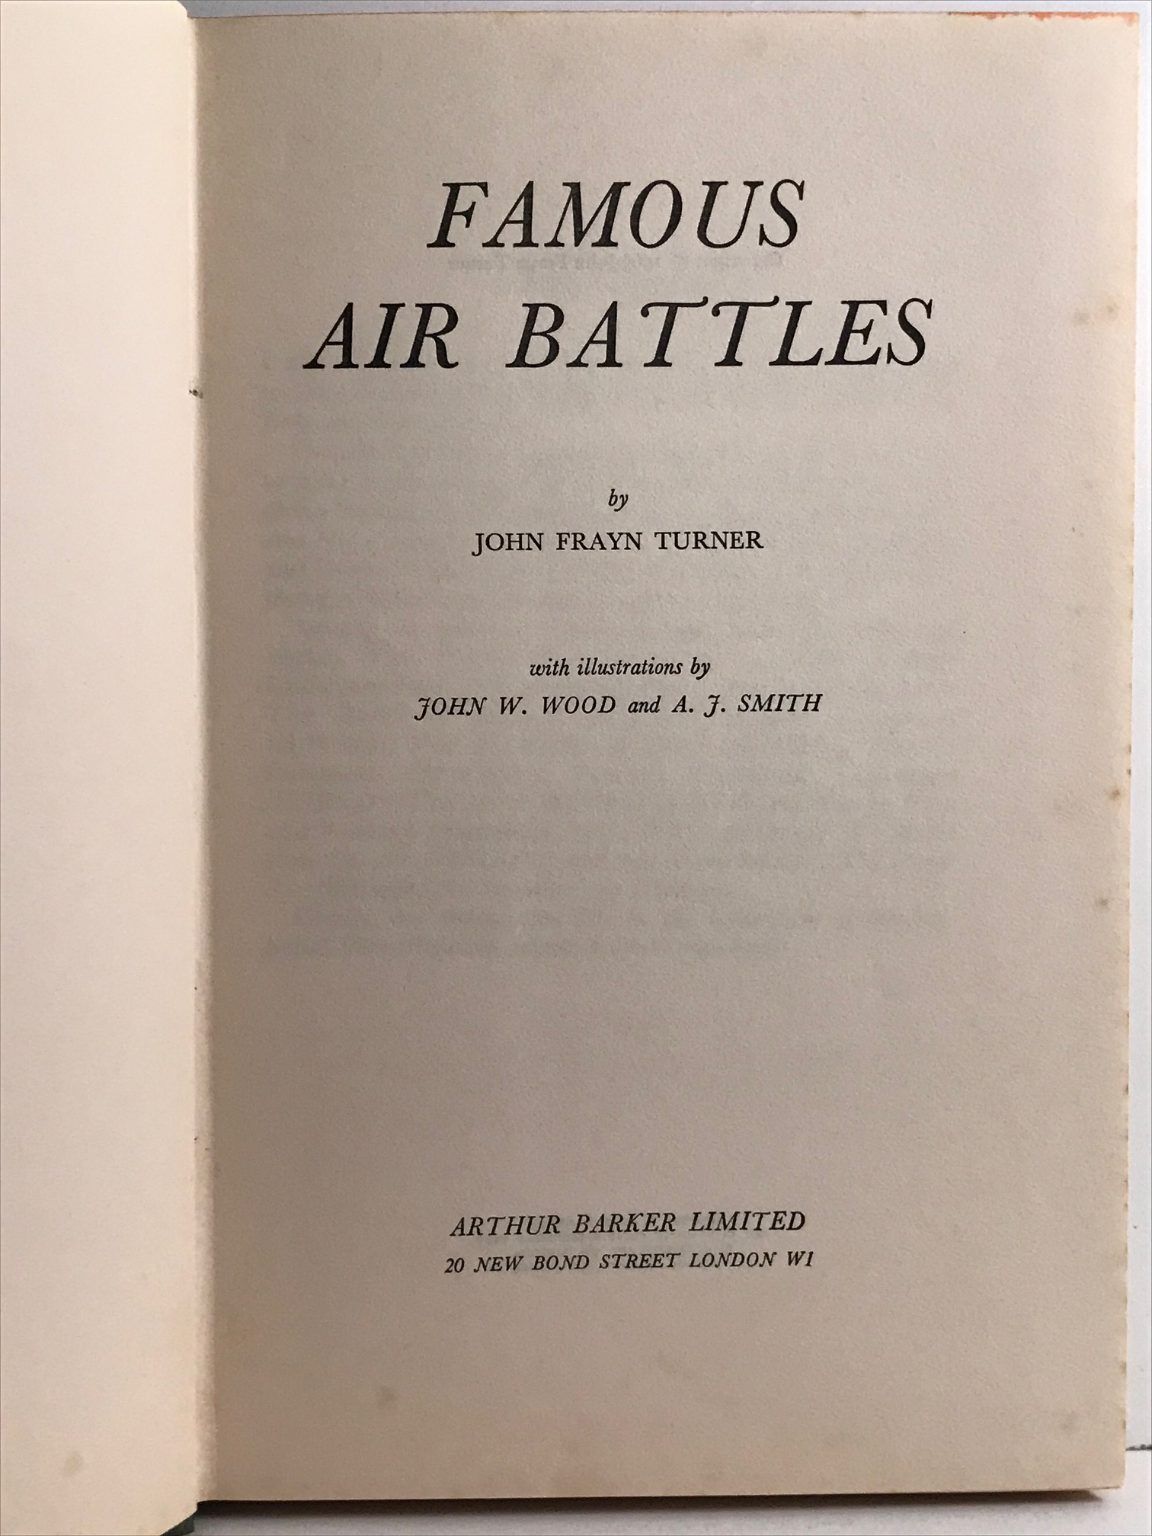 FAMOUS
AIR BATTLES
by
JOHN FRAYN TURNER
with illustrations by
JOHN W. WOOD and A. J. SMITH
ARTHUR BARKER LIMITED
20 NEW BOND STREET LONDON W1